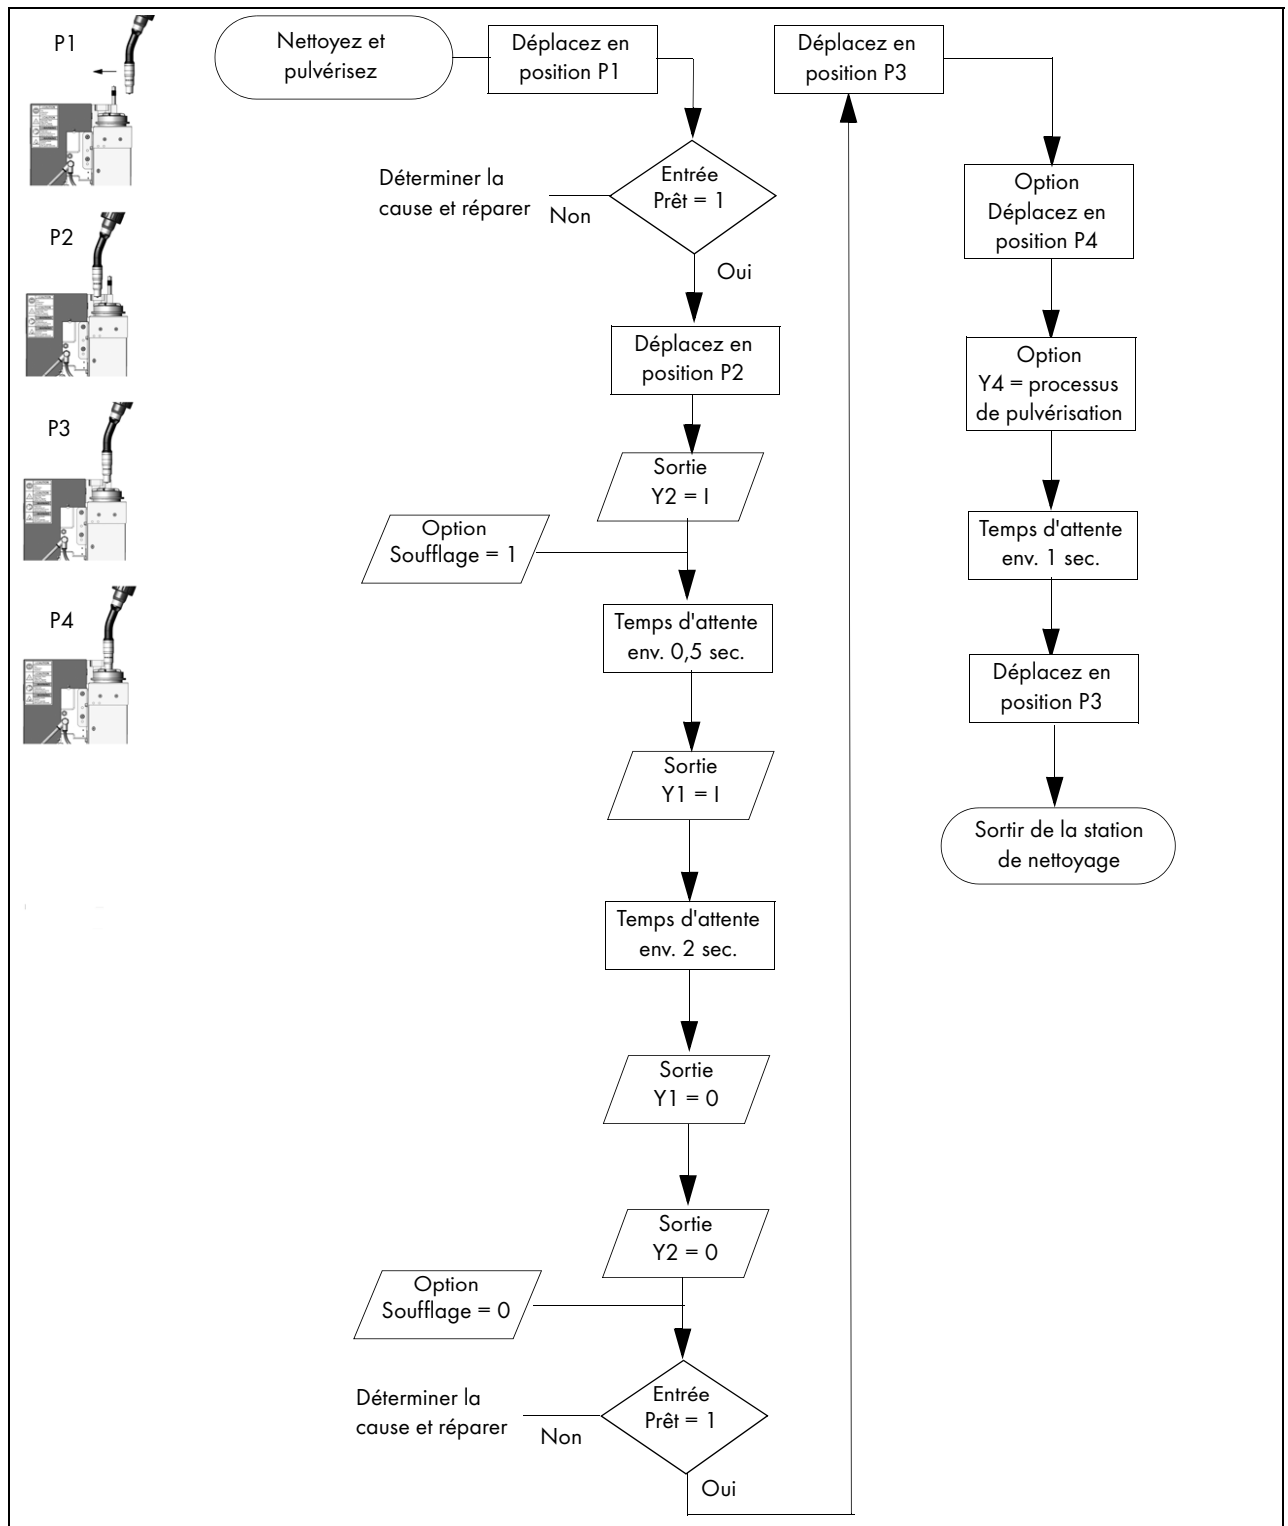 P1
P2
P3
P4
Nettoyez et
pulvérisez
Déplacez en
position P1
Entrée
Prêt = 1
Déterminer la
cause et réparer
Non
Oui
Déplacez en
position P2
Sortie
Y2 = I
Option
Soufflage = 1
Temps d'attente
env. 0,5 sec.
Sortie
Y1 = I
Temps d'attente
env. 2 sec.
Sortie
Y1 = 0
Sortie
Y2 = 0
Option
Soufflage = 0
Entrée
Prêt = 1
Déterminer la
cause et réparer
Non
Oui
Déplacez en
position P3
Option
Déplacez en
position P4
Option
Y4 = processus
de pulvérisation
Temps d'attente
env. 1 sec.
Déplacez en
position P3
Sortir de la station
de nettoyage